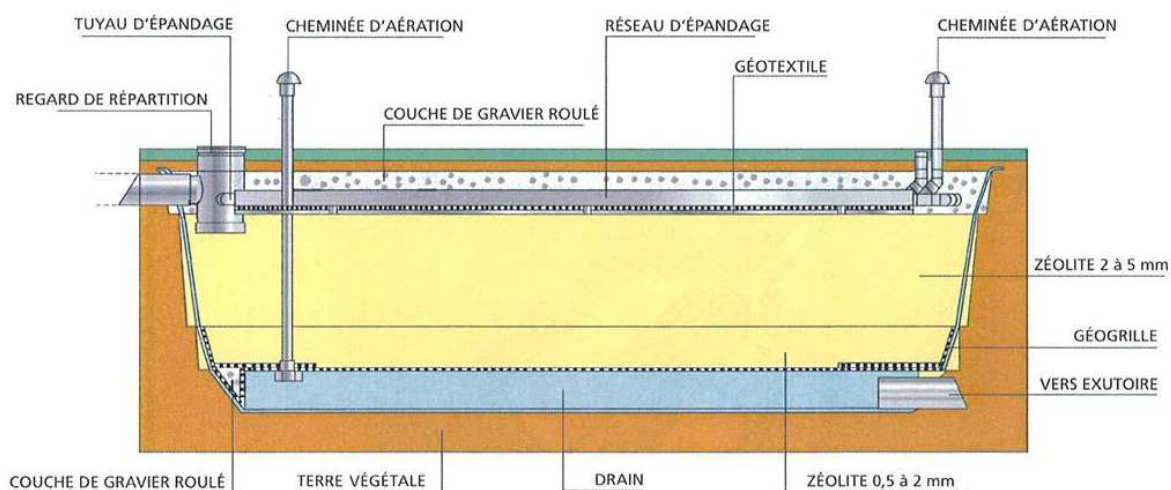 TUYAU D'ÉPANDAGE
CHEMINÉE D'AÉRATION
RÉSEAU D'ÉPANDAGE
CHEMINÉE D'AÉRATION
GÉOTEXTILE
REGARD DE RÉPARTITION
COUCHE DE GRAVIER ROULÉ
ZÉOLITE 2 à 5 mm
GÉOGRILLE
VERS EXUTOIRE
COUCHE DE GRAVIER ROULÉ
TERRE VÉGÉTALE
DRAIN
ZÉOLITE 0,5 à 2 mm